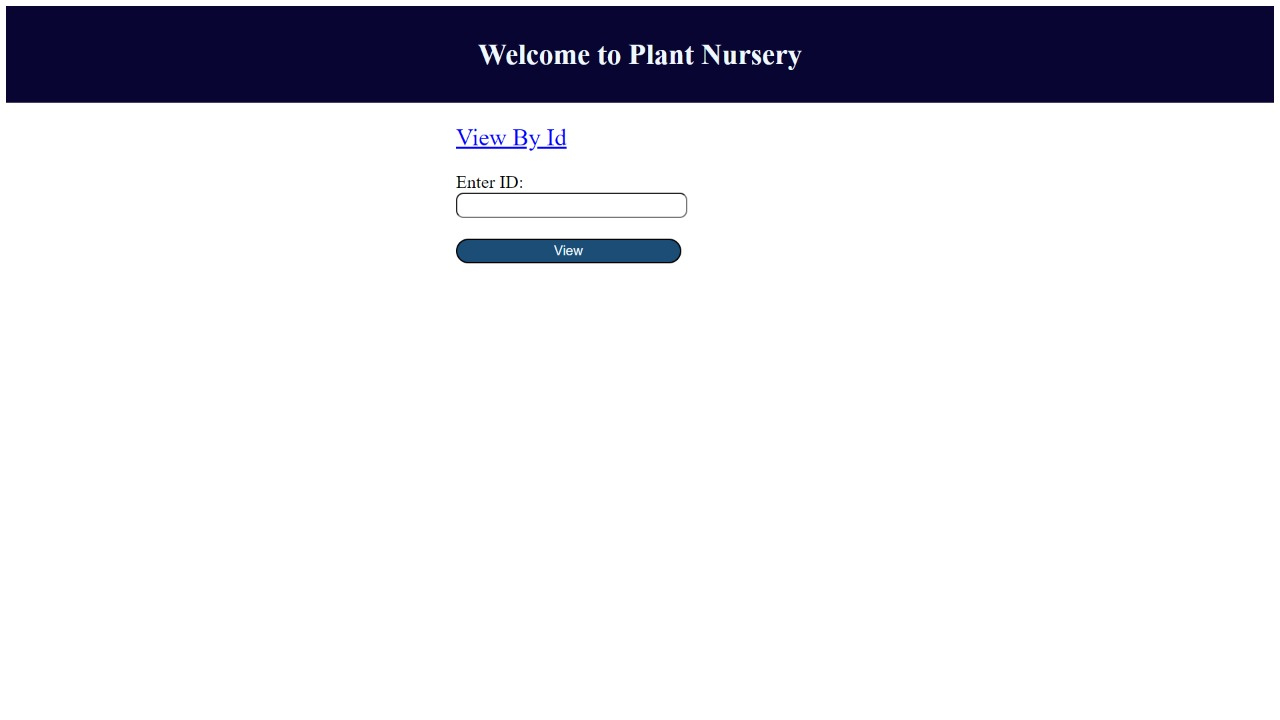 Welcome to Plant Nursery
View By Id
Enter ID:
View